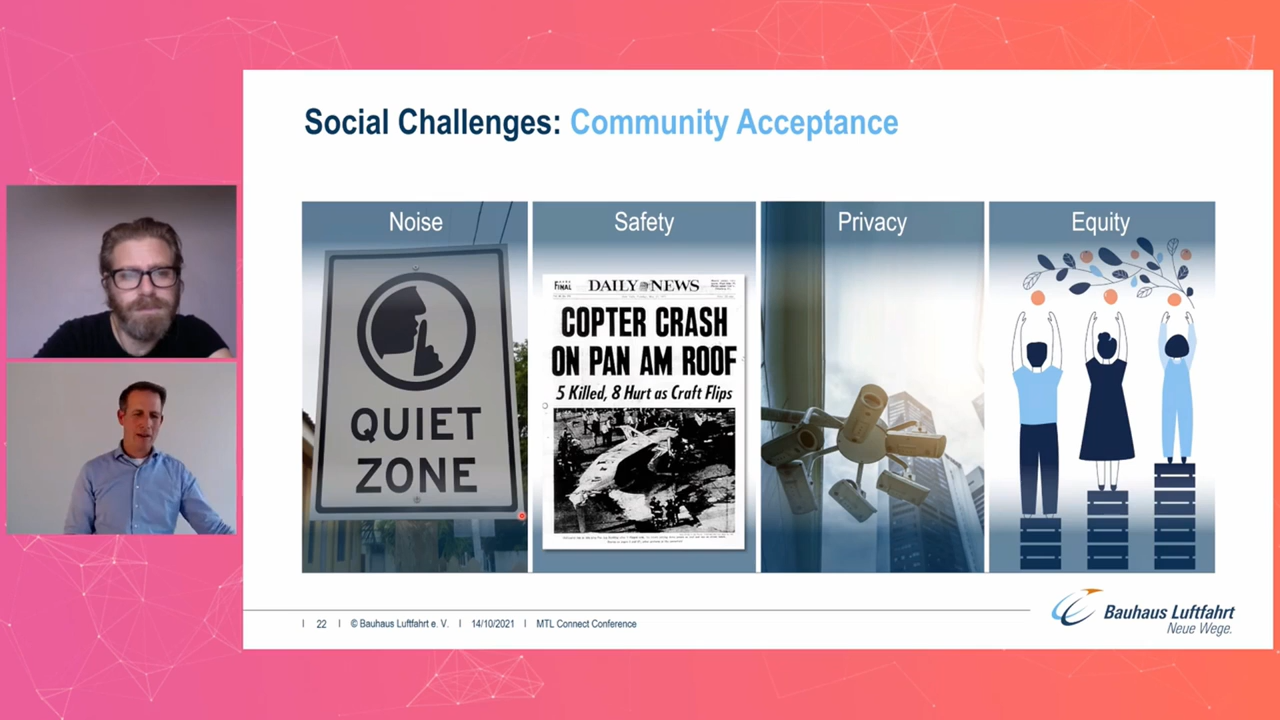 Social Challenges: Community Acceptance
Noise
Safety
Privacy
Equity
QUIET
ZONE
FINAL
DAILY NEWS
COPTER CRASH
ON PAN AM ROOF
5 Killed, 8 Hurt as Craft Flips
22
© Bauhaus Luftfahrt e. V.
14/10/2021
MTL Connect Conference
Bauhaus Luftfahrt
Neue Wege.